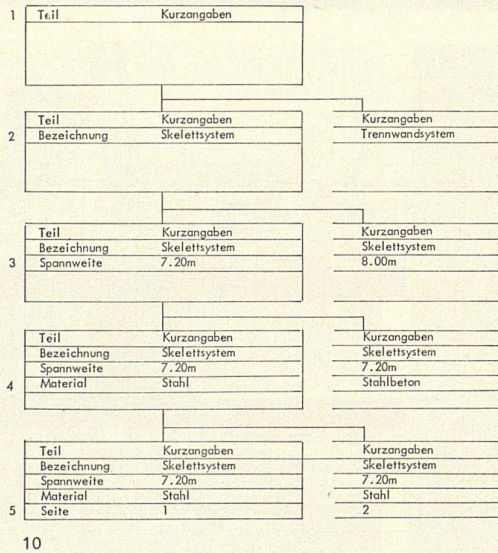 1 Teil Kurzangaben
Teil Kurzangaben Kurzangaben
2 Bezeichnung Skelettsystem Trennwandsystem
Teil Kurzangaben Kurzangaben
Bezeichnung Skelettsystem Skelettsystem
3 Spannweite 7.20m 8.00m
Teil Kurzangaben Kurzangaben
Bezeichnung Skelettsystem Skelettsystem
Spannweite 7.20m 7.20m
4 Material Stahl Stahlbeton
Teil Kurzangaben Kurzangaben
Bezeichnung Skelettsystem Skelettsystem
Spannweite 7.20m 7.20m
Material Stahl Stahl
5 Seite 1 2
10